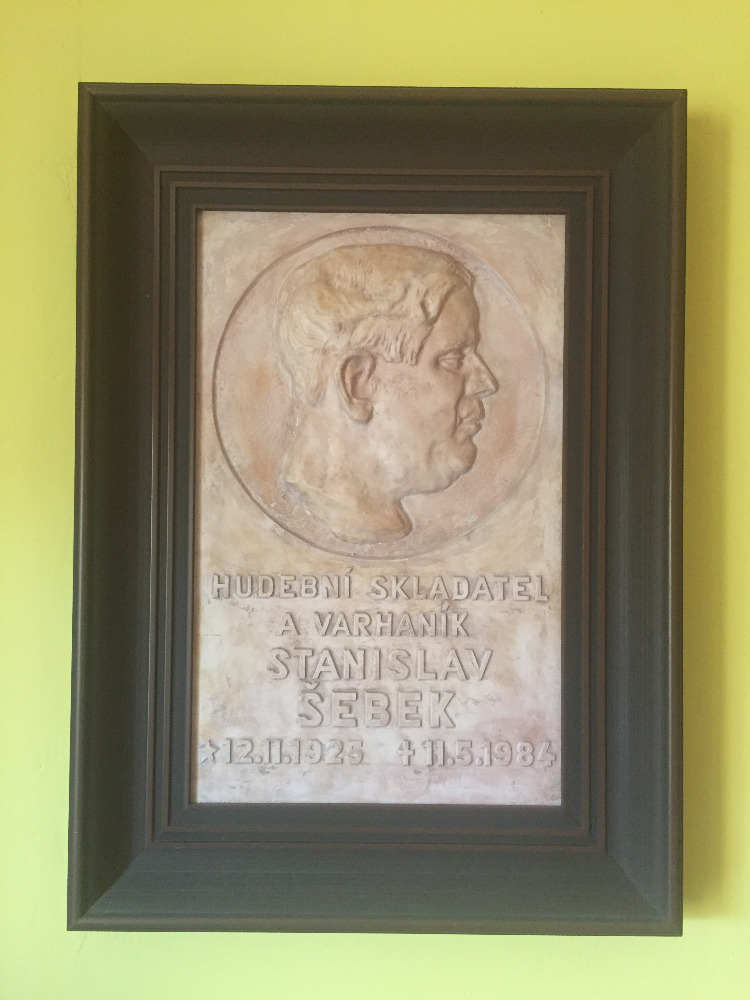 HUDEBNÍ SKLADATEL
A VARHANÍK
STANISLAV
ŠEBEK
☆12.11.1925 ✝11.5.1984